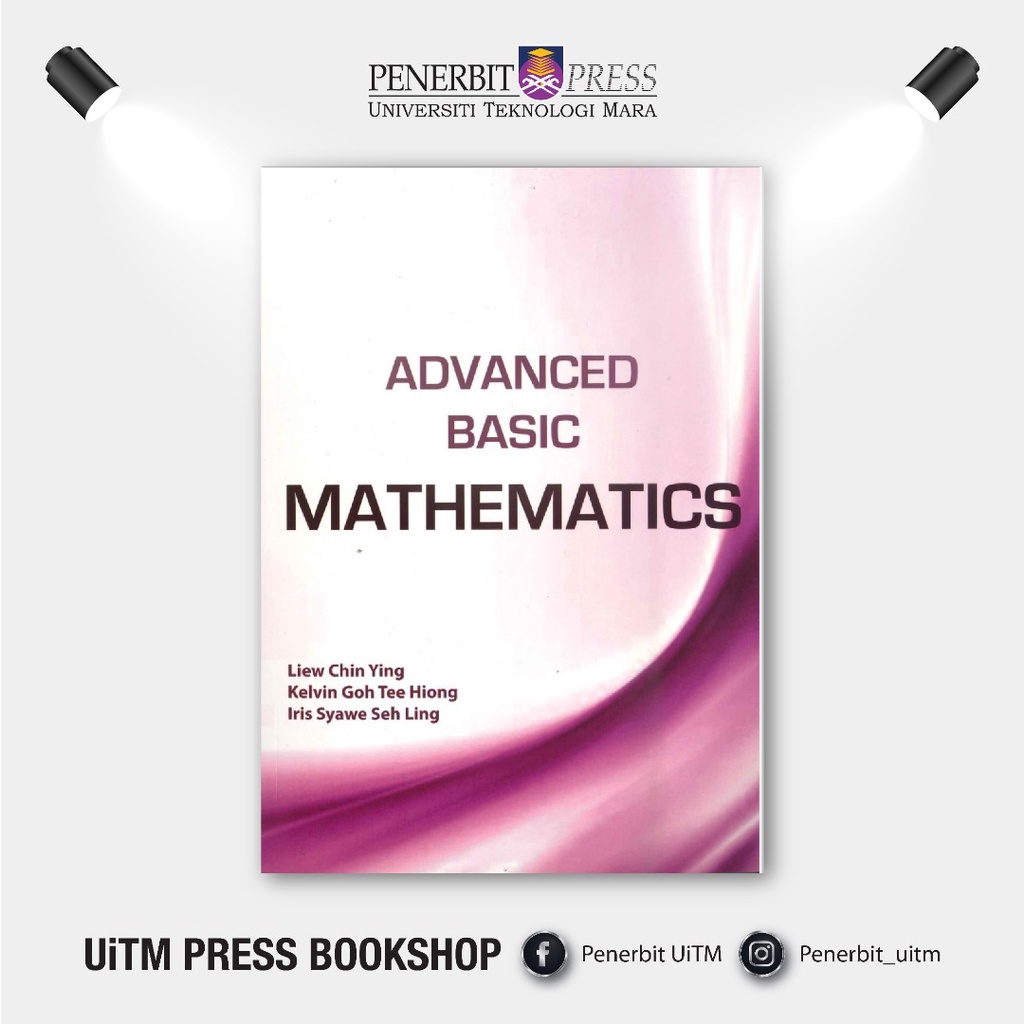 PENERBIT PRESS
UNIVERSITI TEKNOLOGI MARA
ADVANCED
BASIC
MATHEMATICS
Liew Chin Ying
Kelvin Goh Tee Hiong
Iris Syawe Seh Ling
UiTM PRESS BOOKSHOP Penerbit UiTM Penerbit_uitm